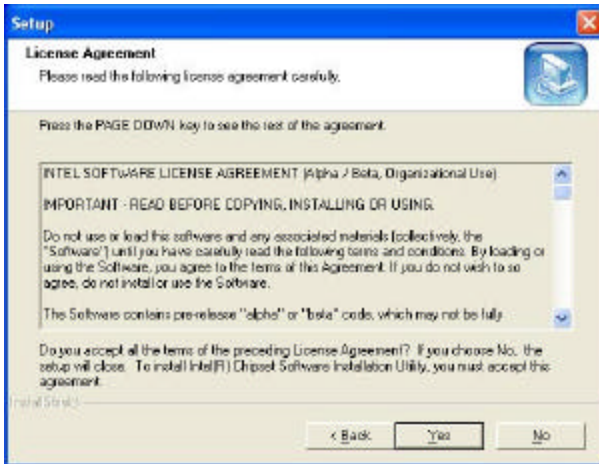 Setup
License Agreement
Please read the following license agreement carefully.
Press the PAGE DOWN key to see the rest of the agreement.
INTEL SOFTWARE LICENSE AGREEMENT (Alpha / Beta, Organizational Use)
IMPORTANT - READ BEFORE COPYING, INSTALLING OR USING.
Do not use or load this software and any associated materials (collectively, the
"Software") until you have carefully read the following terms and conditions. By loading or
using the Software, you agree to the terms of this Agreement. If you do not wish to so
agree, do not install or use the Software.
The Software contains pre-release "alpha" or "beta" code, which may not be fully
Do you accept all the terms of the preceding License Agreement? If you choose No, the
setup will close. To install Intel(R) Chipset Software Installation Utility, you must accept this
agreement.
InstallShield
< Back
Yes
No